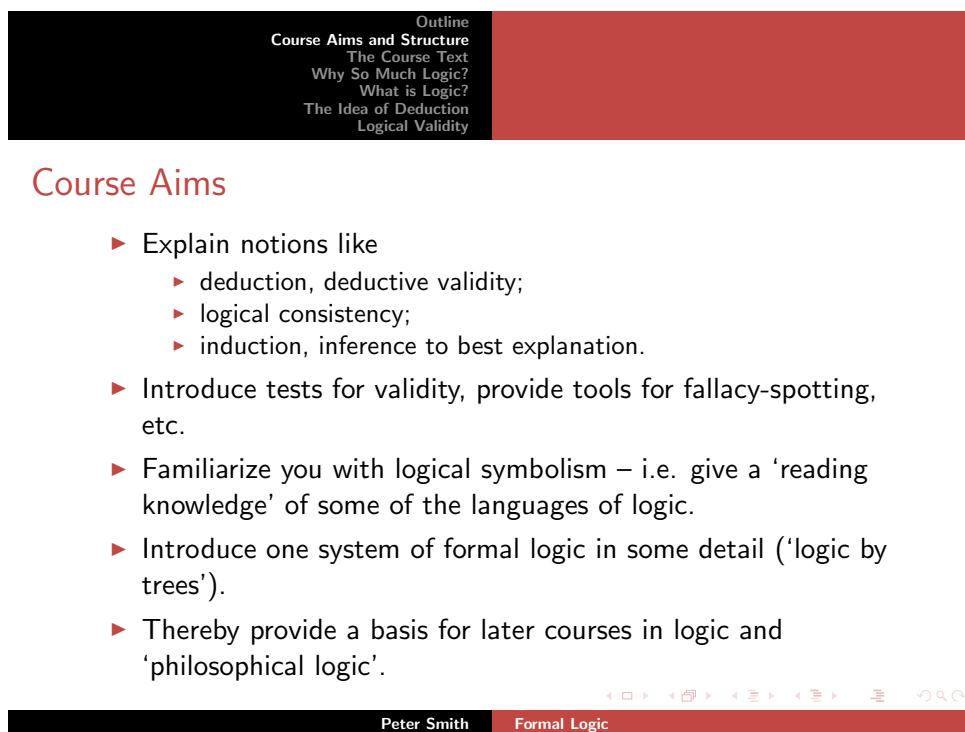 Outline
Course Aims and Structure
The Course Text
Why So Much Logic?
What is Logic?
The Idea of Deduction
Logical Validity
Course Aims
Explain notions like
deduction, deductive validity;
logical consistency;
induction, inference to best explanation.
Introduce tests for validity, provide tools for fallacy-spotting,
etc.
Familiarize you with logical symbolism – i.e. give a ‘reading
knowledge’ of some of the languages of logic.
Introduce one system of formal logic in some detail (‘logic by
trees’).
Thereby provide a basis for later courses in logic and
‘philosophical logic’.
Peter Smith Formal Logic